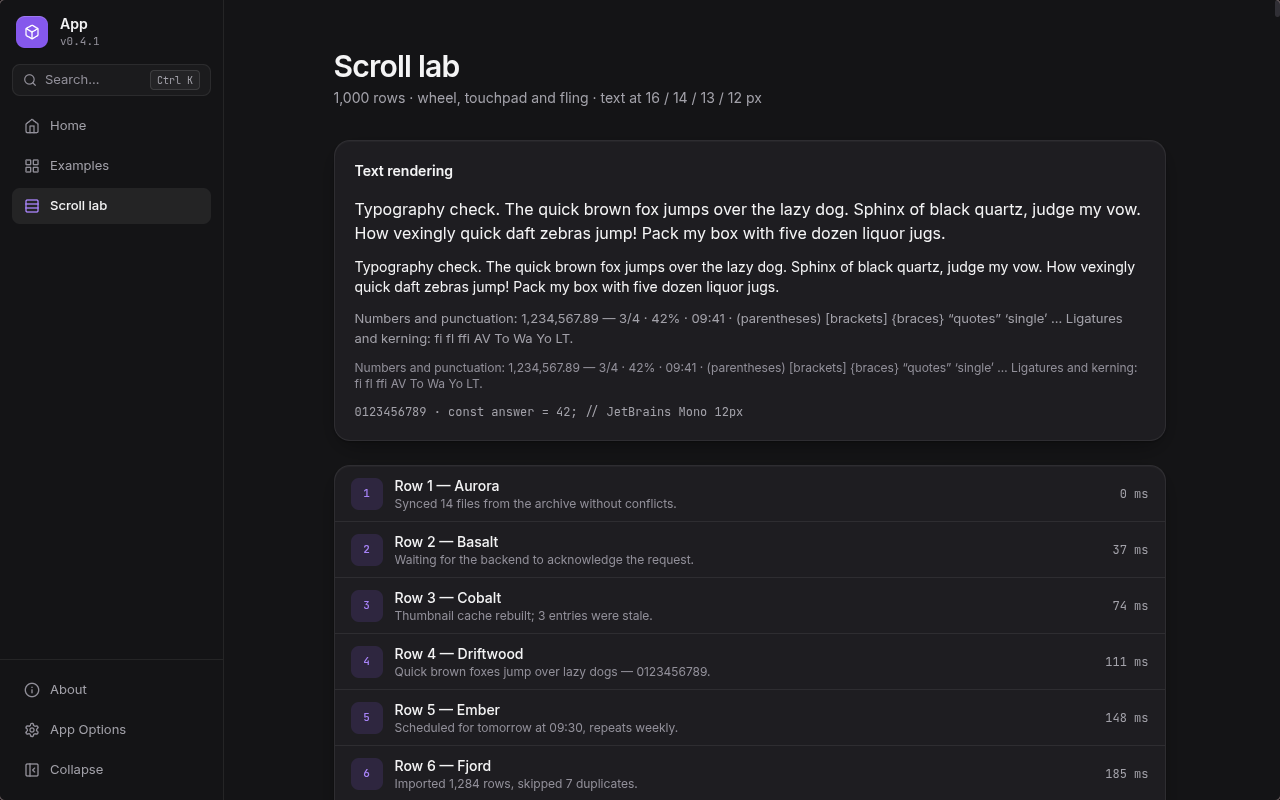 App
v0.4.1
Search...
Ctrl K
Home
Examples
Scroll lab
About
App Options
Collapse
Scroll lab
1,000 rows · wheel, touchpad and fling · text at 16 / 14 / 13 / 12 px
Text rendering
Typography check. The quick brown fox jumps over the lazy dog. Sphinx of black quartz, judge my vow.
How vexingly quick daft zebras jump! Pack my box with five dozen liquor jugs.
Typography check. The quick brown fox jumps over the lazy dog. Sphinx of black quartz, judge my vow. How vexingly
quick daft zebras jump! Pack my box with five dozen liquor jugs.
Numbers and punctuation: 1,234,567.89 — 3/4 · 42% · 09:41 · (parentheses) [brackets] {braces} “quotes” ‘single’ … Ligatures
and kerning: fi fl ffi AV To Wa Yo LT.
Numbers and punctuation: 1,234,567.89 — 3/4 · 42% · 09:41 · (parentheses) [brackets] {braces} “quotes” ‘single’ … Ligatures and kerning:
fi fl ffi AV To Wa Yo LT.
0123456789 · const answer = 42; // JetBrains Mono 12px
1
Row 1 — Aurora
Synced 14 files from the archive without conflicts.
0 ms
2
Row 2 — Basalt
Waiting for the backend to acknowledge the request.
37 ms
3
Row 3 — Cobalt
Thumbnail cache rebuilt; 3 entries were stale.
74 ms
4
Row 4 — Driftwood
Quick brown foxes jump over lazy dogs — 0123456789.
111 ms
5
Row 5 — Ember
Scheduled for tomorrow at 09:30, repeats weekly.
148 ms
6
Row 6 — Fjord
Imported 1,284 rows, skipped 7 duplicates.
185 ms